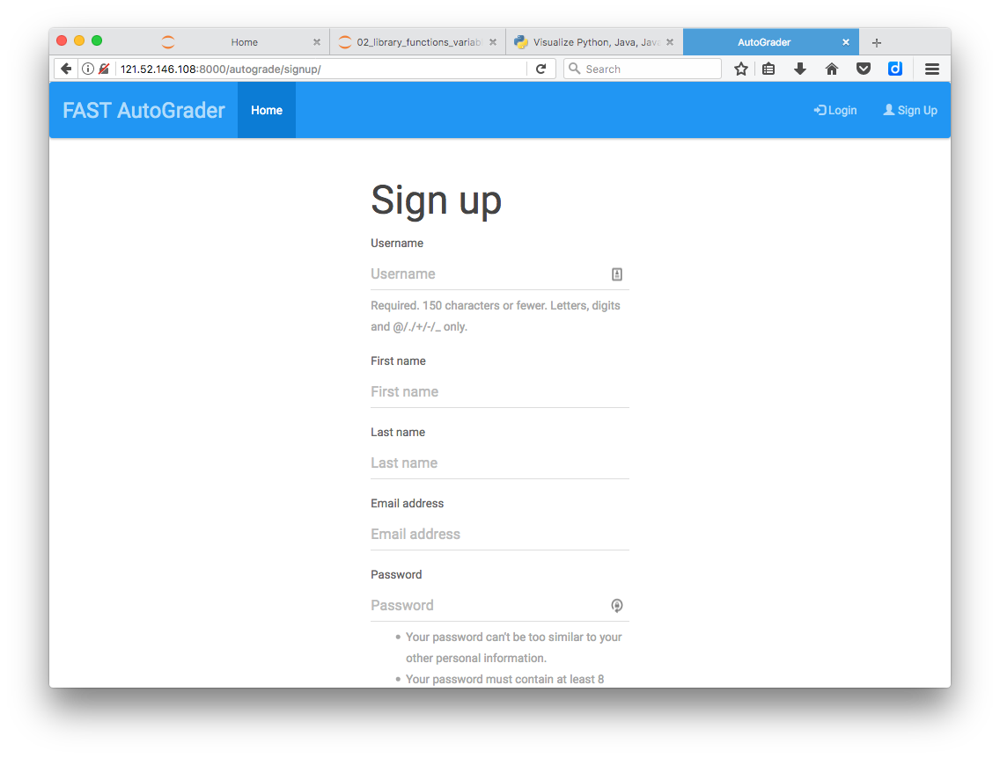 Home
02_library_functions_variabl
Visualize Python, Java, Java
AutoGrader
121.52.146.108:8000/autograde/signup/
Search
FAST AutoGrader
Home
Login
Sign Up
Sign up
Username
Username
Required. 150 characters or fewer. Letters, digits
and @/./+/-/_ only.
First name
First name
Last name
Last name
Email address
Email address
Password
Password
• Your password can't be too similar to your
other personal information.
• Your password must contain at least 8